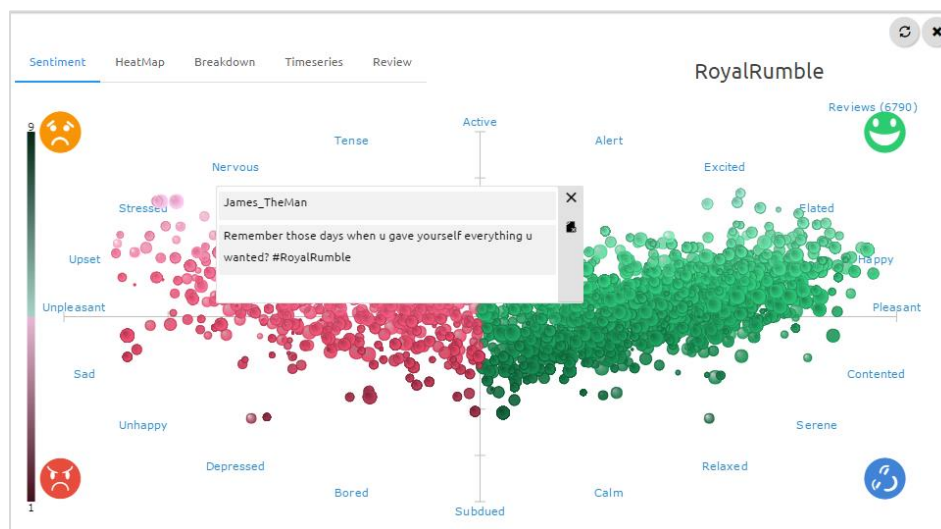 Sentiment HeatMap Breakdown Timeseries Review
RoyalRumble
Reviews (6790)
9
Active
Tense
Alert
Nervous
Excited
James_TheMan
Stressed
Elated
Remember those days when u gave yourself everything u
wanted? #RoyalRumble
Upset
Happy
Unpleasant
Pleasant
Sad
Contented
Unhappy
Serene
Depressed
Relaxed
Bored
Calm
1
Subdued